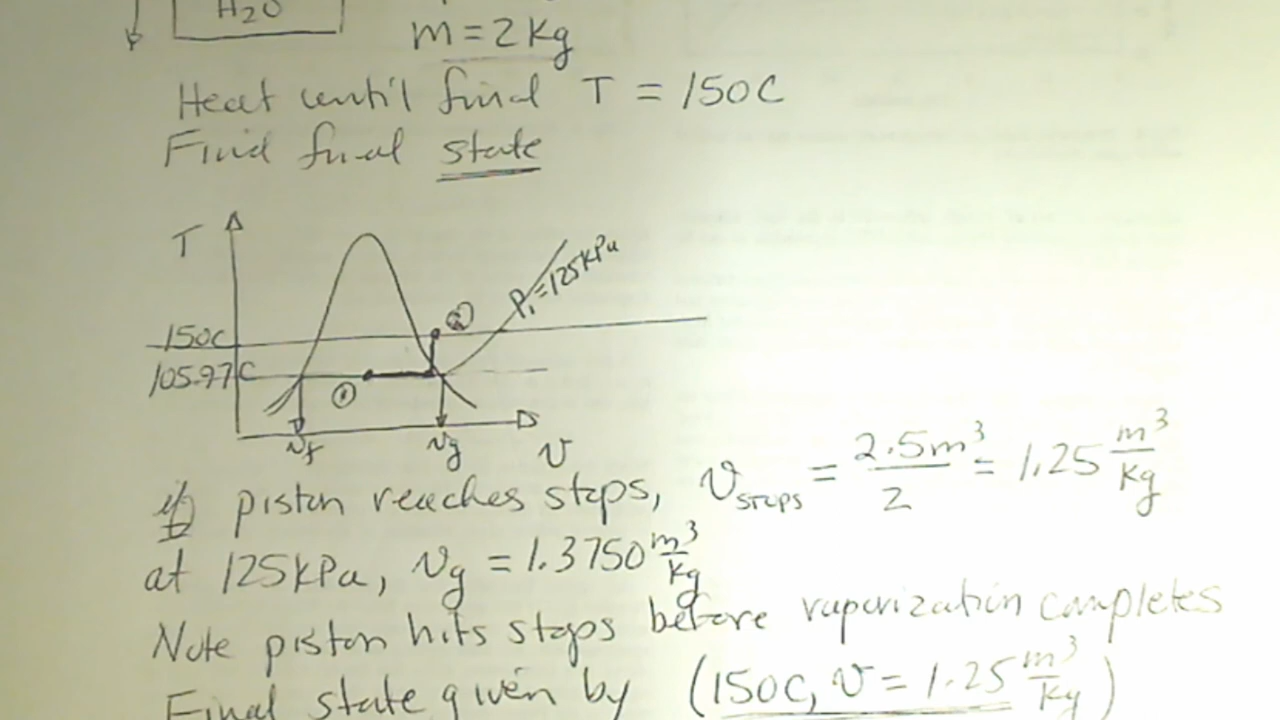 H2O
m = 2 Kg
Heat until final T = 150C
Find final state
T
P1=125kPa
2
150C
105.97C
1
vf vg v
if piston reaches stops, vstops = 2.5m³/2 = 1.25 m³/Kg
at 125kPa, vg = 1.3750 m³/kg
Note piston hits stops before vaporization completes
Final state given by (150C, v = 1.25 m³/Kg)